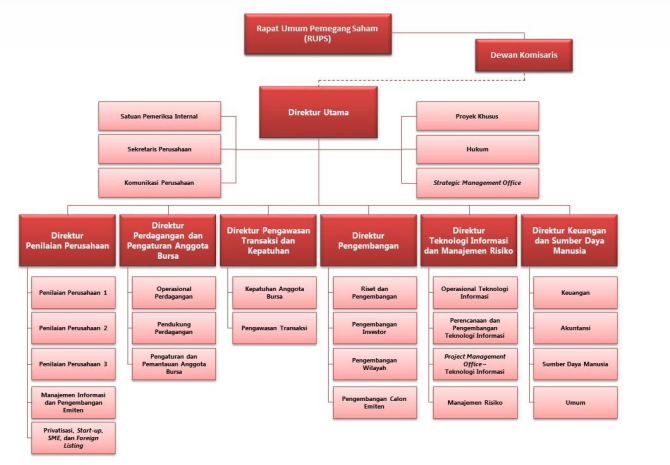 Rapat Umum Pemegang Saham
(RUPS)
Dewan Komisaris
Direktur Utama
Satuan Pemeriksa Internal
Proyek Khusus
Sekretaris Perusahaan
Hukum
Komunikasi Perusahaan
Strategic Management Office
Direktur
Penilaian Perusahaan
Direktur
Perdagangan dan
Pengaturan Anggota
Bursa
Direktur Pengawasan
Transaksi dan
Kepatuhan
Direktur
Pengembangan
Direktur
Teknologi Informasi
dan Manajemen Risiko
Direktur Keuangan
dan Sumber Daya
Manusia
Penilaian Perusahaan 1
Penilaian Perusahaan 2
Penilaian Perusahaan 3
Manajemen Informasi
dan Pengembangan
Emiten
Privatisasi, Start-up,
SME, dan Foreign
Listing
Operasional
Perdagangan
Pendukung
Perdagangan
Pengaturan dan
Pemantauan Anggota
Bursa
Kepatuhan Anggota
Bursa
Pengawasan Transaksi
Riset dan
Pengembangan
Pengembangan
Investor
Pengembangan
Wilayah
Pengembangan Calon
Emiten
Operasional Teknologi
Informasi
Perencanaan dan
Pengembangan
Teknologi Informasi
Project Management
Office –
Teknologi Informasi
Manajemen Risiko
Keuangan
Akuntansi
Sumber Daya Manusia
Umum